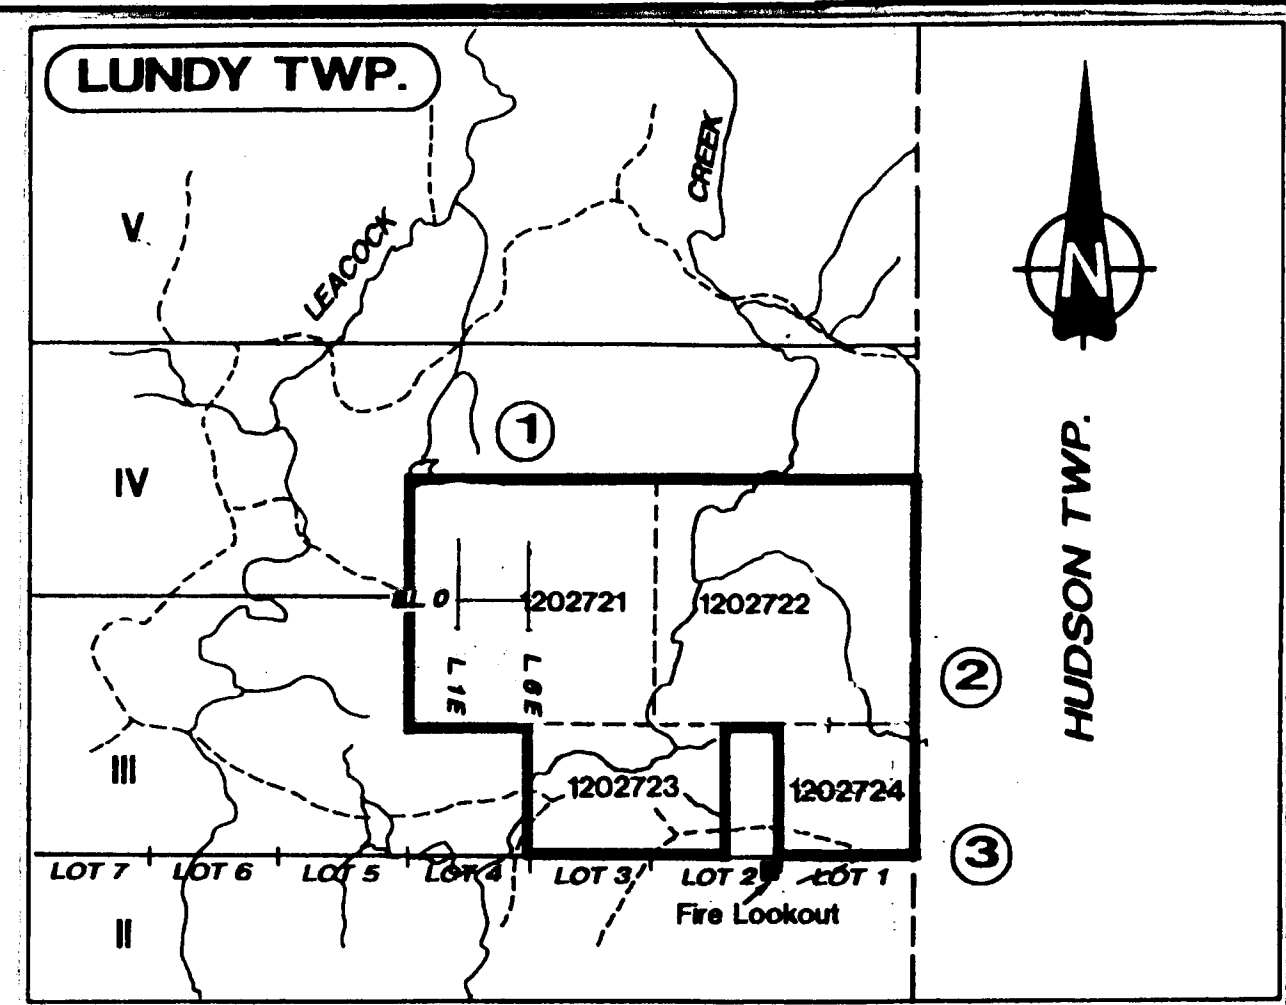 LUNDY TWP.
CREEK
V
LEACOCK
N
1
HUDSON TWP.
IV
L 0
1202721
1202722
L 1E
L 6E
2
III
1202723
1202724
3
LOT 7
LOT 6
LOT 5
LOT 4
LOT 3
LOT 2
LOT 1
Fire Lookout
II